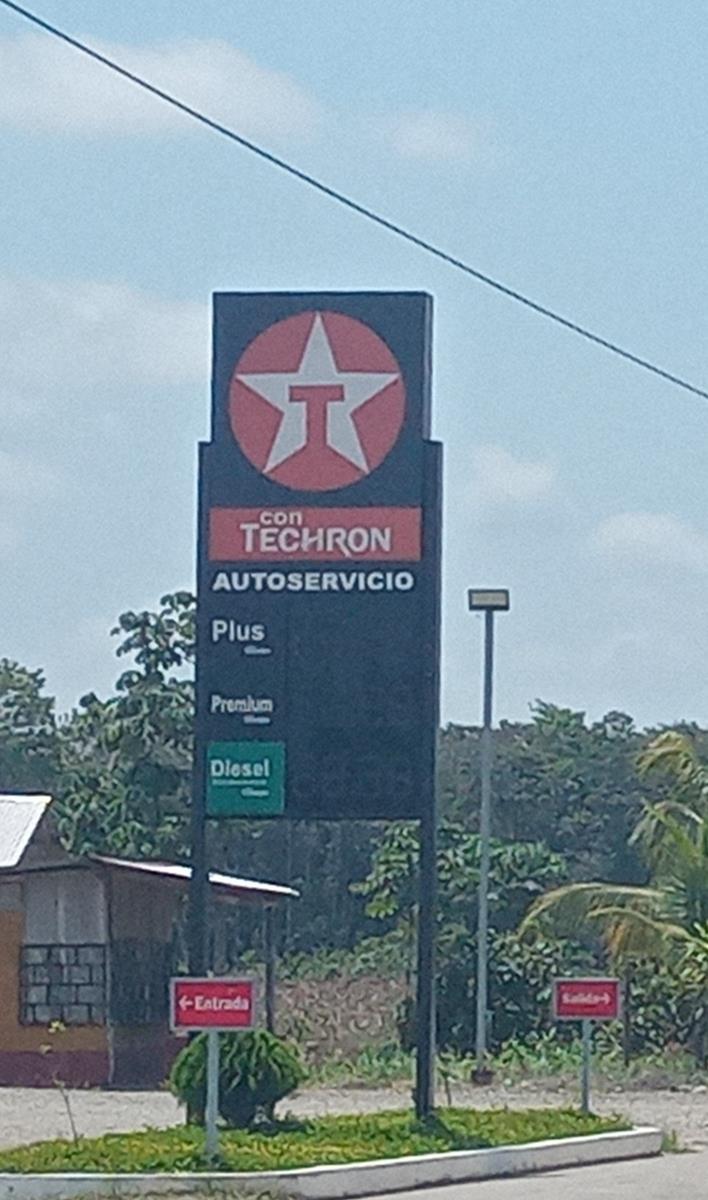 T
con
TECHRON
AUTOSERVICIO
Plus
Premium
Diesel
←Entrada
Salida→